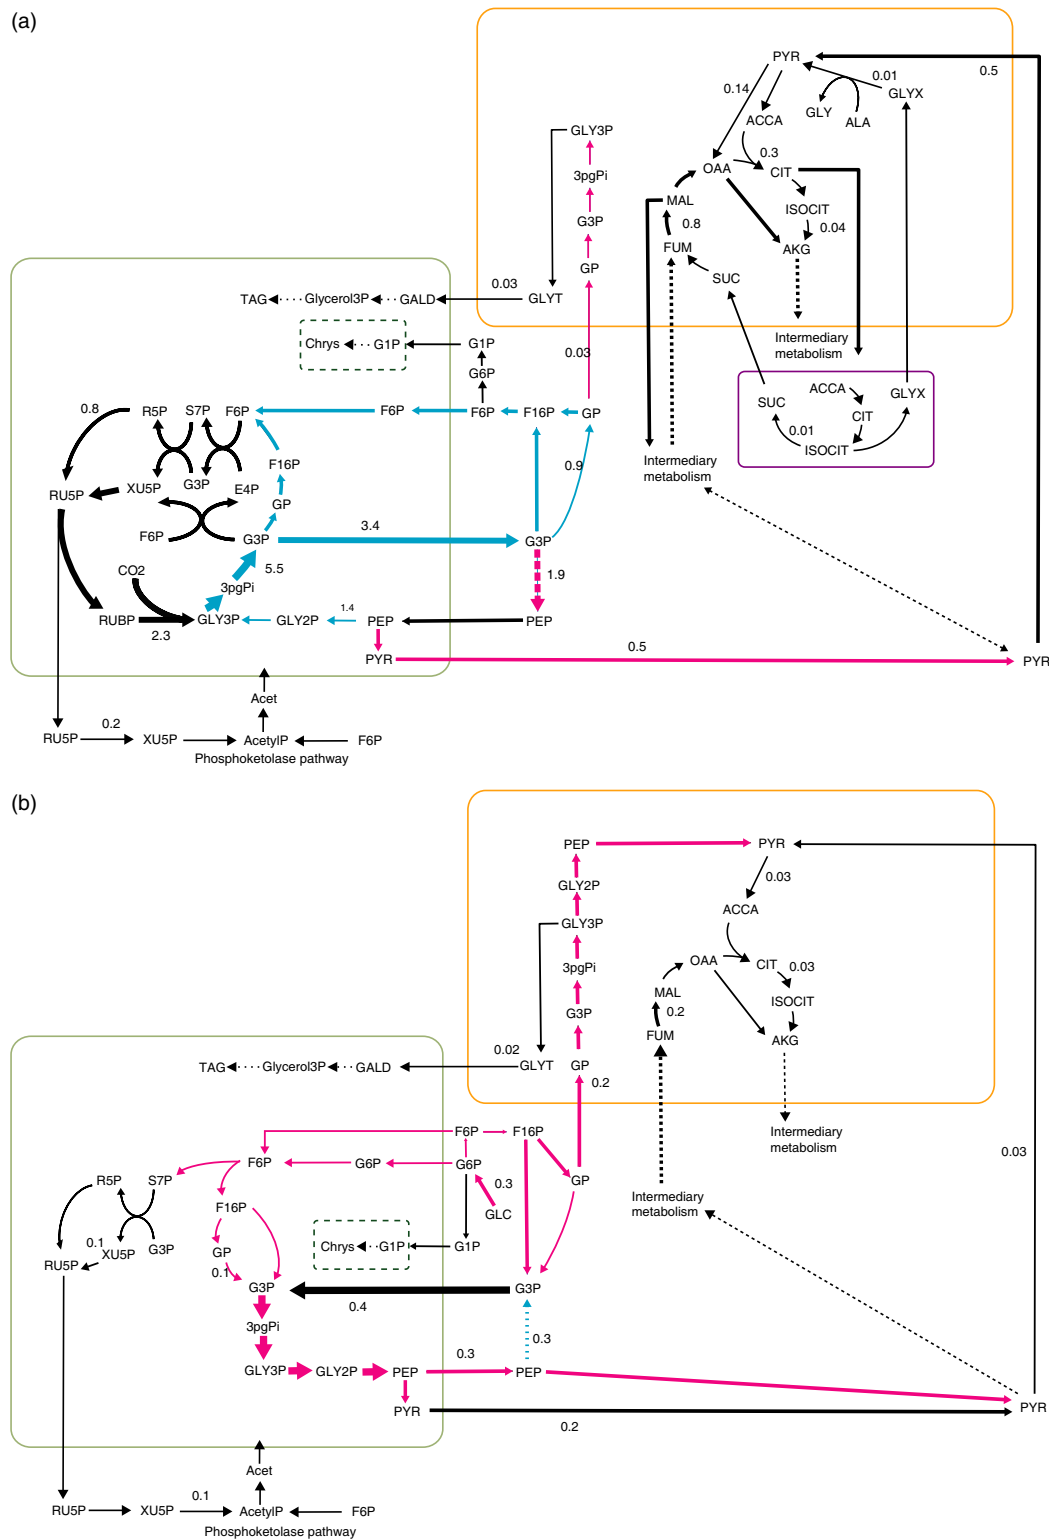 (a)
PYR
0.5
0.01
GLYX
0.14
GLY
ALA
ACCA
GLY3P
0.3
OAA
CIT
3pgPi
MAL
ISOCIT
G3P
0.8
0.04
FUM
AKG
GP
SUC
0.03
TAG
Glycerol3P
GALD
GLYT
Intermediary
metabolism
Chrys
G1P
G1P
0.03
G6P
ACCA
GLYX
SUC
0.8
R5P
S7P
F6P
F6P
F6P
F16P
GP
CIT
0.01
ISOCIT
F16P
0.9
Intermediary
metabolism
RU5P
XU5P
G3P
E4P
GP
3.4
F6P
G3P
G3P
CO2
5.5
1.9
3pgPi
1.4
RUBP
GLY3P
GLY2P
PEP
PEP
2.3
0.5
PYR
PYR
Acet
0.2
RU5P
XU5P
AcetylP
F6P
Phosphoketolase pathway
(b)
PEP
PYR
0.03
GLY2P
ACCA
GLY3P
OAA
CIT
0.03
3pgPi
MAL
ISOCIT
0.2
G3P
FUM
AKG
0.02
TAG
Glycerol3P
GALD
GLYT
GP
0.2
F6P
F16P
Intermediary
metabolism
0.03
F6P
G6P
G6P
R5P
S7P
0.3
GP
F16P
GLC
Intermediary
metabolism
0.1
XU5P
G3P
GP
Chrys
G1P
G1P
RU5P
0.1
G3P
G3P
0.4
3pgPi
0.3
0.3
GLY3P
GLY2P
PEP
PEP
PYR
PYR
0.2
Acet
0.1
RU5P
XU5P
AcetylP
F6P
Phosphoketolase pathway